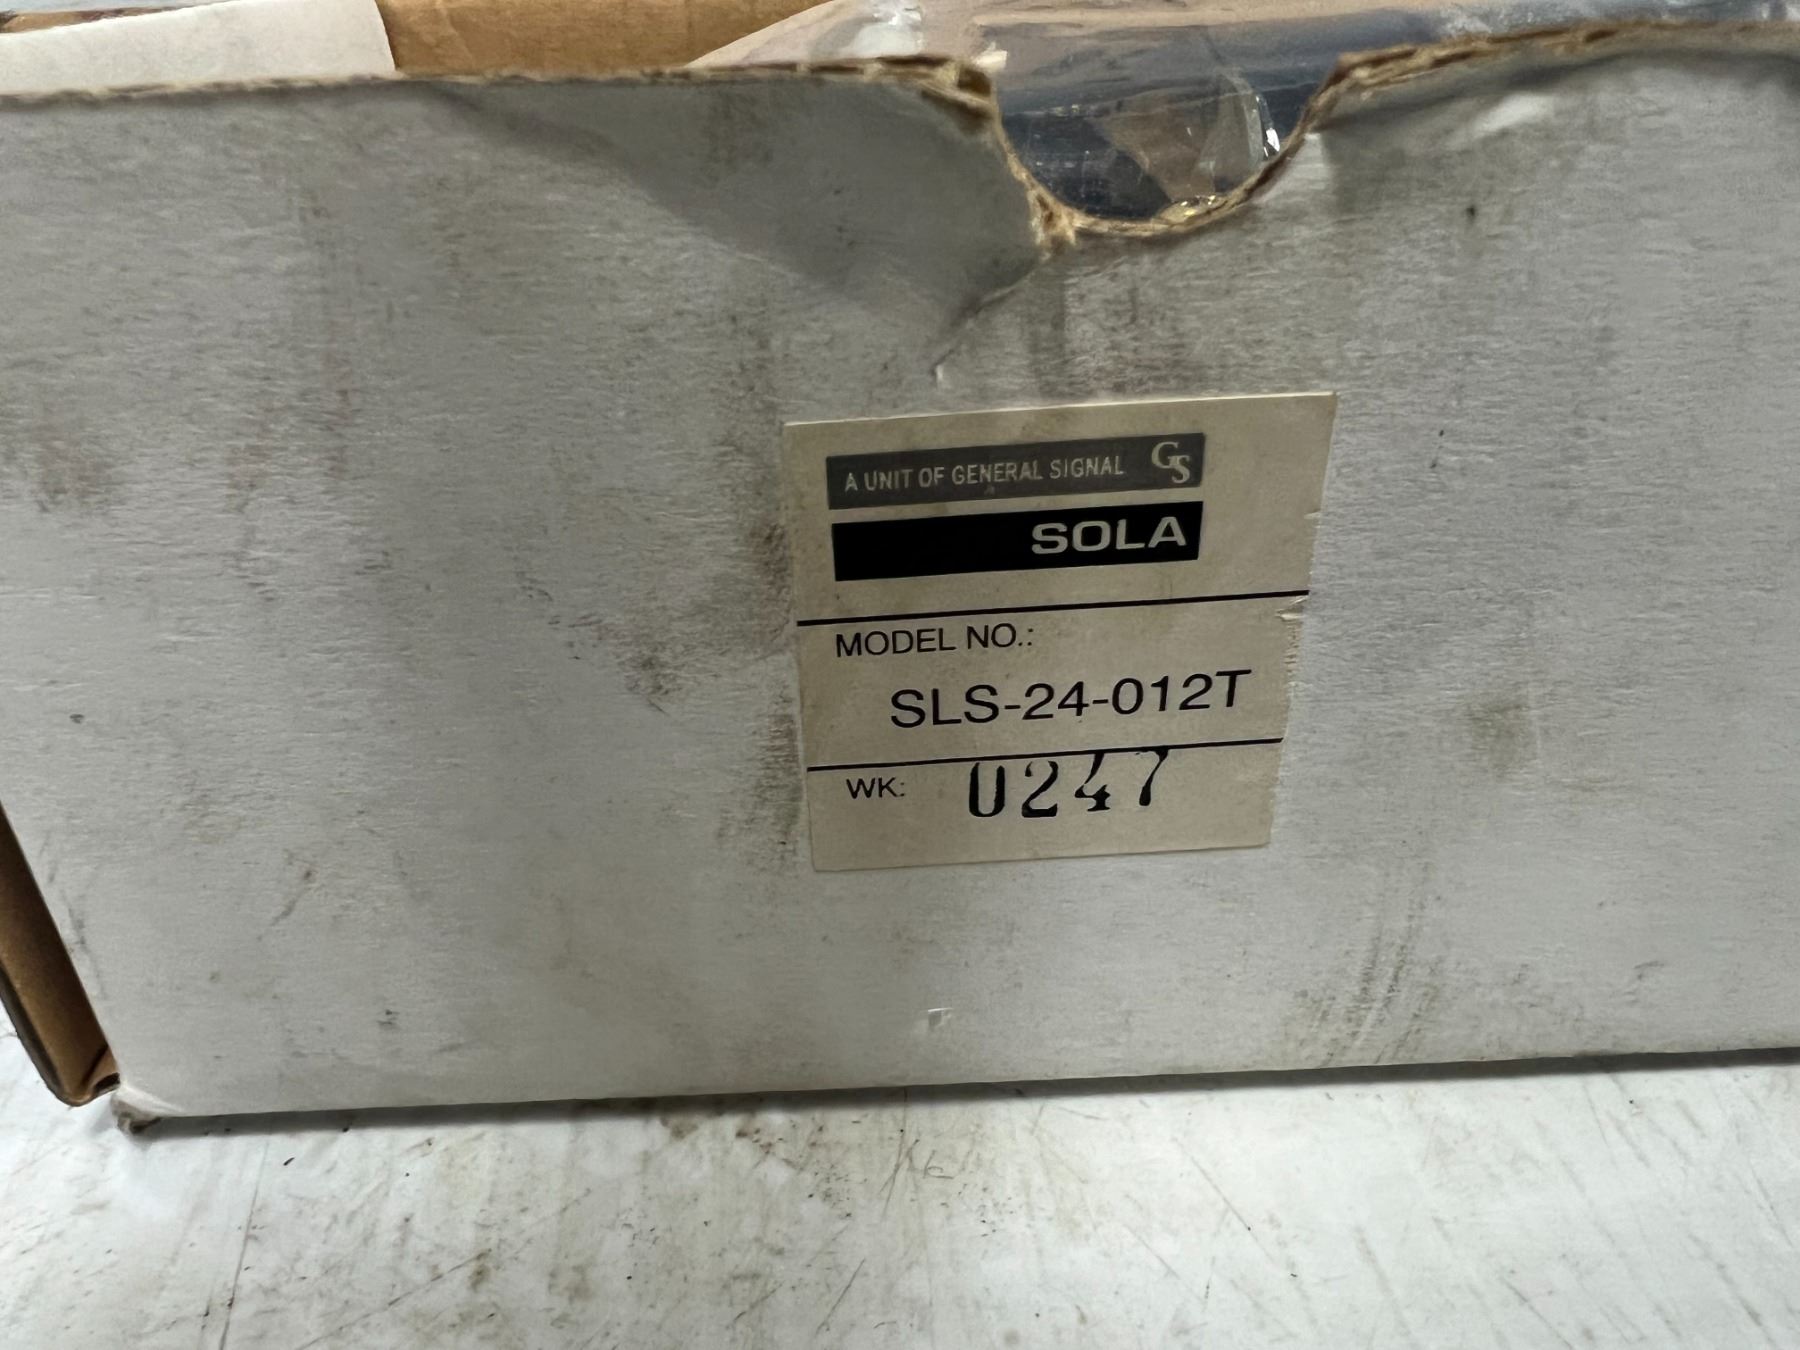 A UNIT OF GENERAL SIGNAL GS
SOLA
MODEL NO.:
SLS-24-012T
WK: 0247